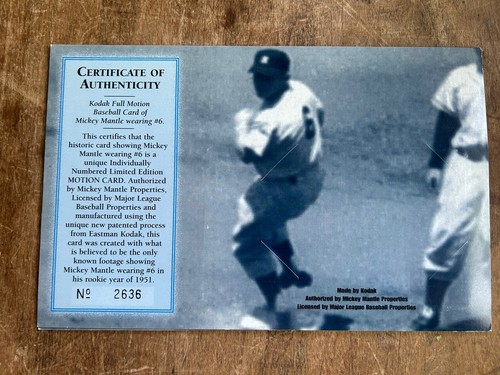 CERTIFICATE OF
AUTHENTICITY
Kodak Full Motion
Baseball Card of
Mickey Mantle wearing #6.
This certifies that the
historic card showing Mickey
Mantle wearing #6 is a
unique Individually
Numbered Limited Edition
MOTION CARD. Authorized
by Mickey Mantle Properties,
Licensed by Major League
Baseball Properties and
manufactured using the
unique new patented process
from Eastman Kodak, this
card was created with what
is believed to be the only
known footage showing
Mickey Mantle wearing #6 in
his rookie year of 1951.
Nº 2636
Made by Kodak
Authorized by Mickey Mantle Properties
Licensed by Major League Baseball Properties